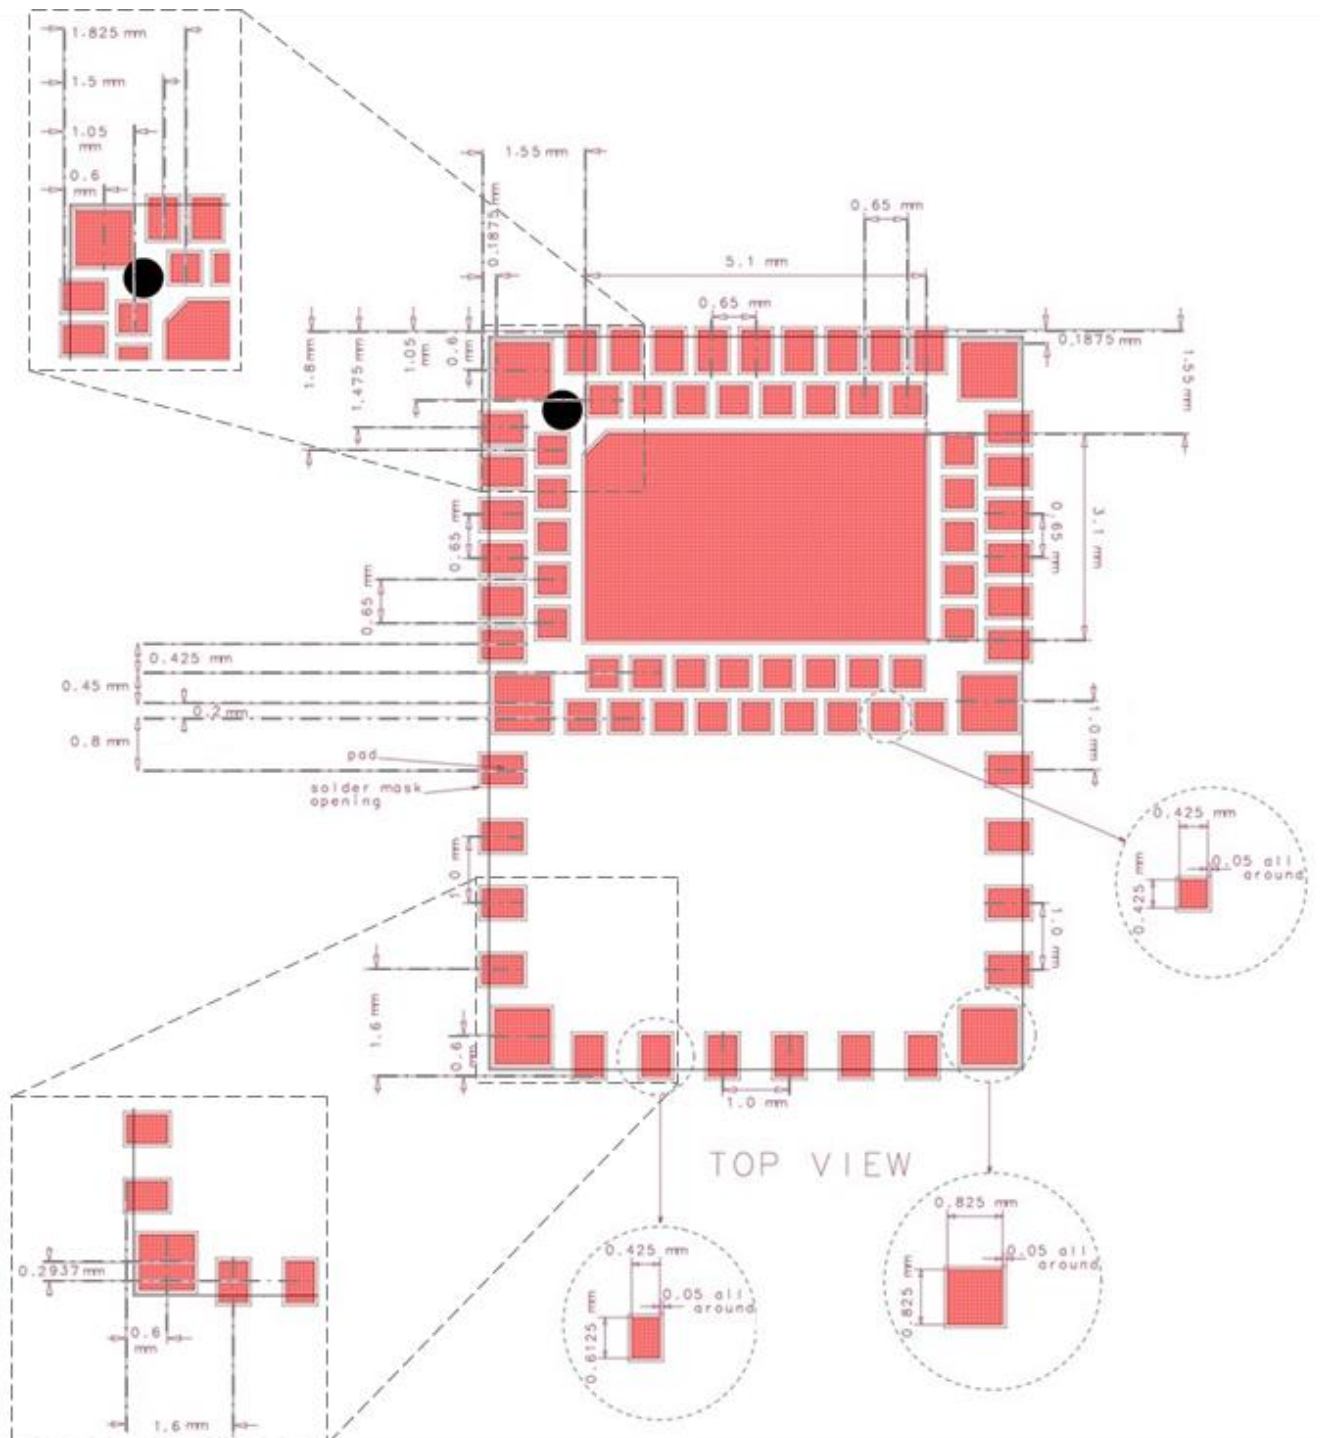 1.825 mm
1.5 mm
1.05
mm
0.6
mm
1.55 mm
0.1875 mm
0.65 mm
5.1 mm
0.65 mm
1.8 mm
1.475 mm
1.05
mm
0.6
mm
0.1875 mm
1.55 mm
0.65 mm
0.65 mm
3.1 mm
0.65 mm
0.425 mm
0.45 mm
0.2 mm
0.8 mm
1.0 mm
pad
solder mask
opening
0.425 mm
0.05 all
around
0.425 mm
1.0 mm
1.0 mm
1.6 mm
0.6
mm
1.0 mm
TOP VIEW
0.2937 mm
0.6
mm
1.6 mm
0.425 mm
0.05 all
around
0.6125 mm
0.825 mm
0.05 all
around
0.825 mm